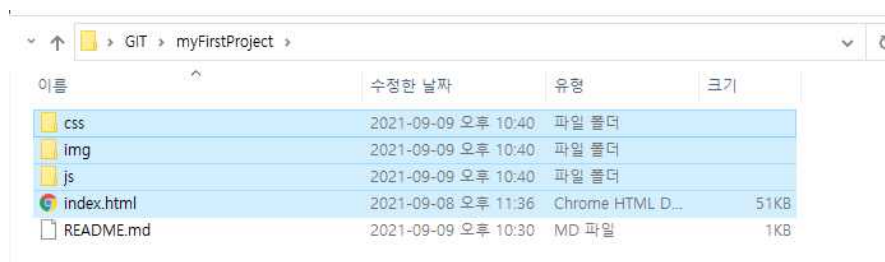 GIT > myFirstProject >
이름 수정한 날짜 유형 크기
css 2021-09-09 오후 10:40 파일 폴더
img 2021-09-09 오후 10:40 파일 폴더
js 2021-09-09 오후 10:40 파일 폴더
index.html 2021-09-08 오후 11:36 Chrome HTML D... 51KB
README.md 2021-09-09 오후 10:30 MD 파일 1KB